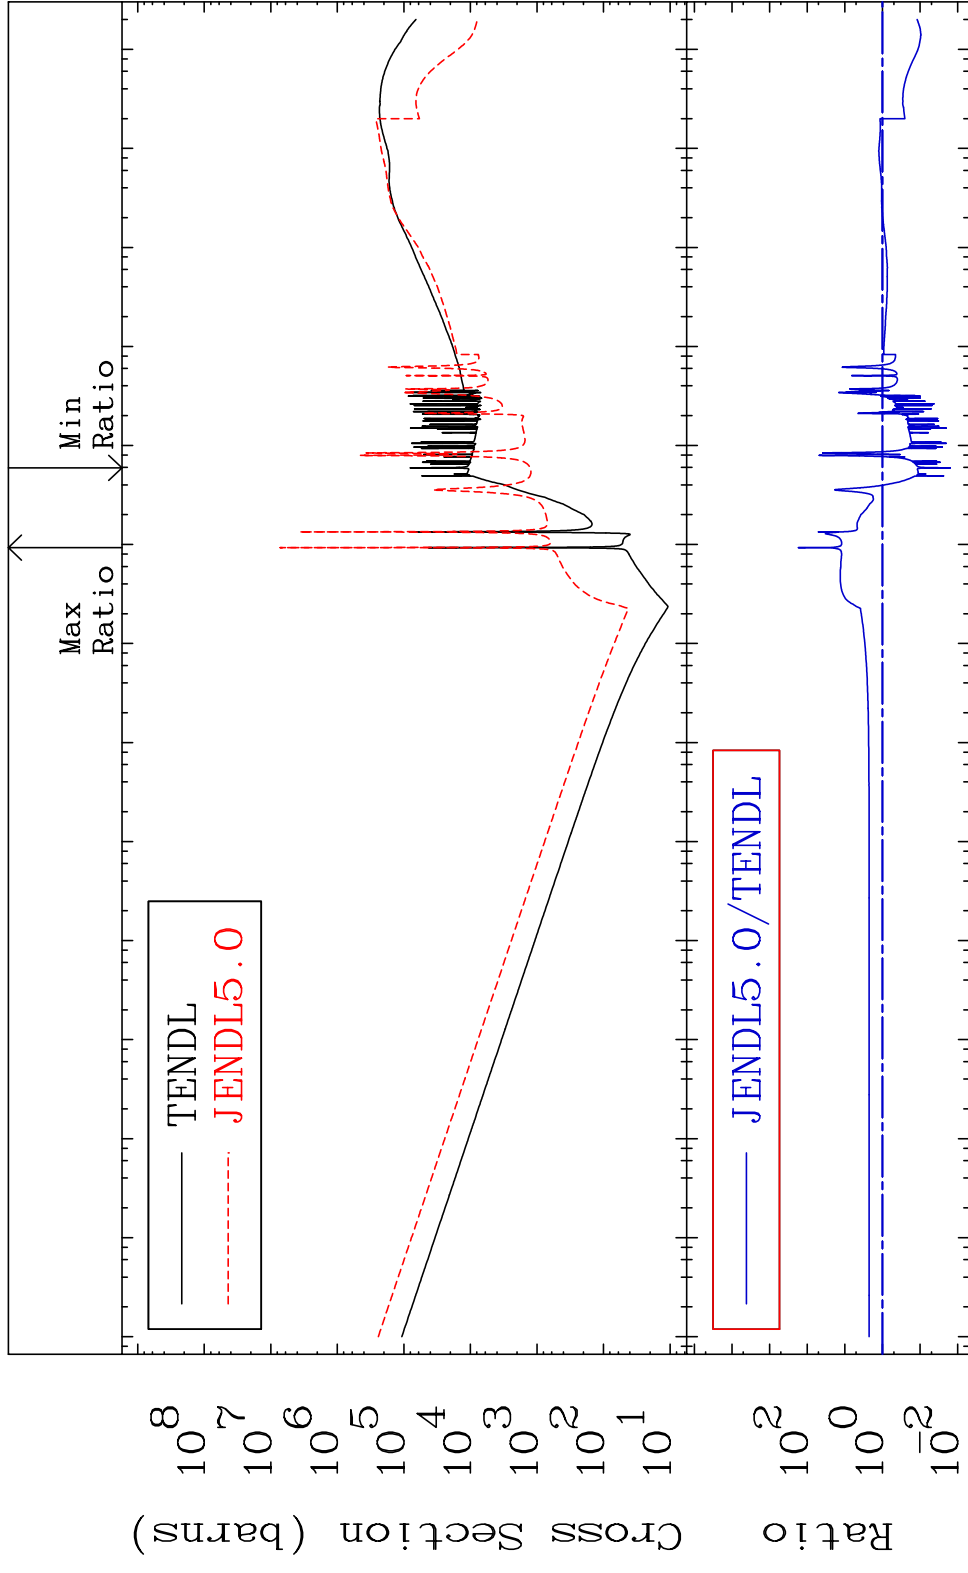 Max
Ratio
Min
Ratio
TENDL
JENDL5.0
10^8
10^7
10^6
10^5
10^4
10^3
10^2
10^1
Cross Section (barns)
JENDL5.0/TENDL
10^2
10^0
10^-2
Ratio